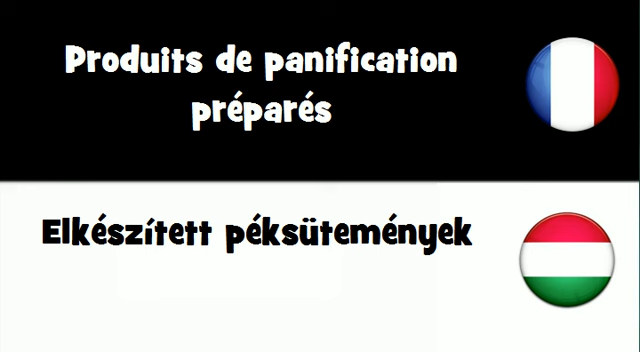 Produits de panification
préparés
Elkészített péksütemények